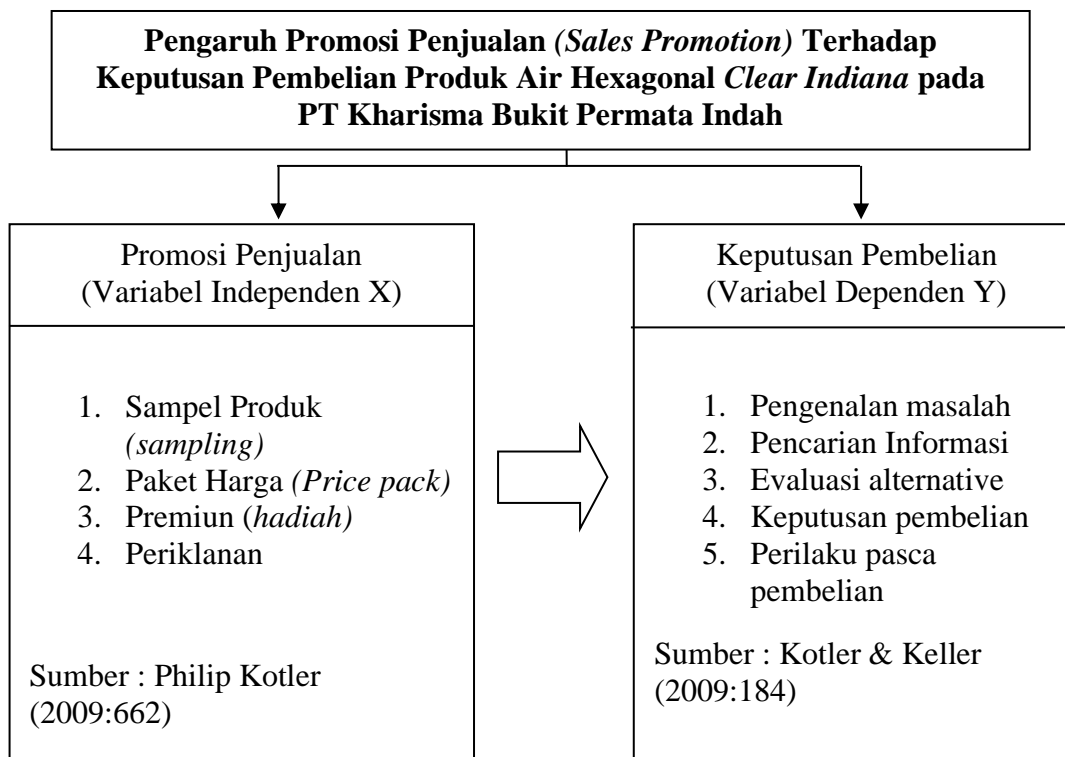 Pengaruh Promosi Penjualan (Sales Promotion) Terhadap
Keputusan Pembelian Produk Air Hexagonal Clear Indiana pada
PT Kharisma Bukit Permata Indah
Promosi Penjualan
(Variabel Independen X)
1. Sampel Produk
(sampling)
2. Paket Harga (Price pack)
3. Premiun (hadiah)
4. Periklanan
Sumber : Philip Kotler
(2009:662)
Keputusan Pembelian
(Variabel Dependen Y)
1. Pengenalan masalah
2. Pencarian Informasi
3. Evaluasi alternative
4. Keputusan pembelian
5. Perilaku pasca
pembelian
Sumber : Kotler & Keller
(2009:184)